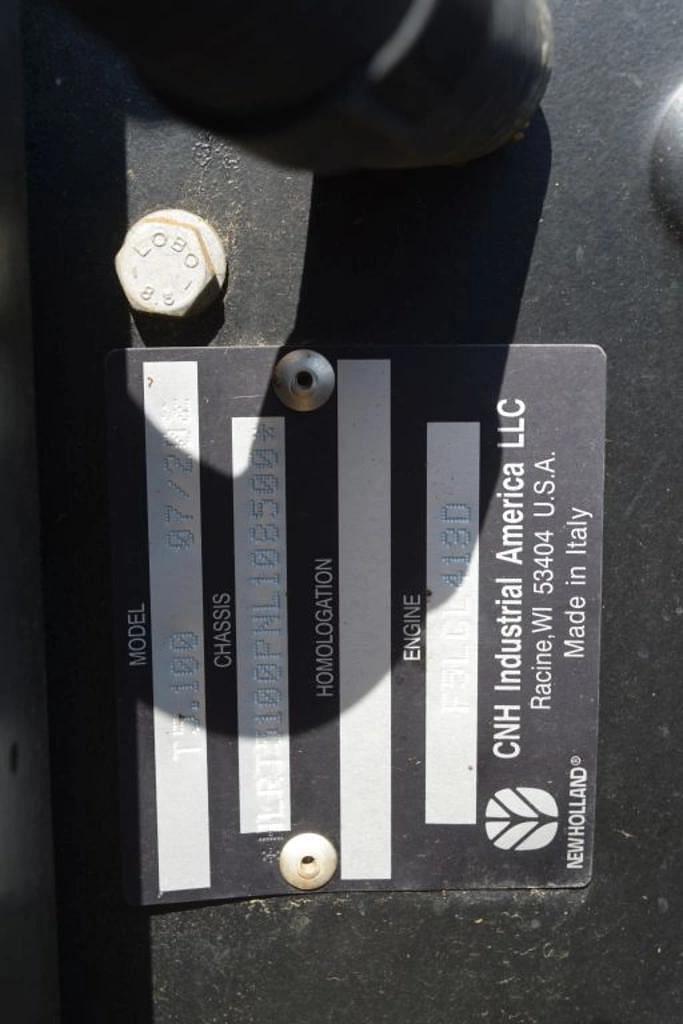 LOBO
8.8
MODEL
T5.100
CHASSIS
HOMOLOGATION
ENGINE
CNH Industrial America LLC
Racine, WI 53404 U.S.A.
Made in Italy
NEW HOLLAND®